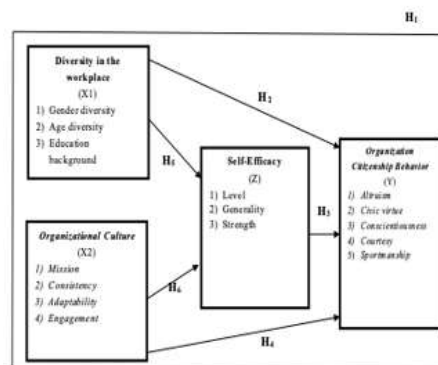 H1
Diversity in the
workplace
(X1)
1) Gender diversity
2) Age diversity
3) Education
background
H2
H5
Self-Efficacy
(Z)
1) Level
2) Generality
3) Strength
H3
Organization
Citizenship Behavior
(Y)
1) Altruism
2) Civic virtue
3) Conscientiousness
4) Courtesy
5) Sportmanship
Organizational Culture
(X2)
1) Mission
2) Consistency
3) Adaptability
4) Engagement
H6
H4